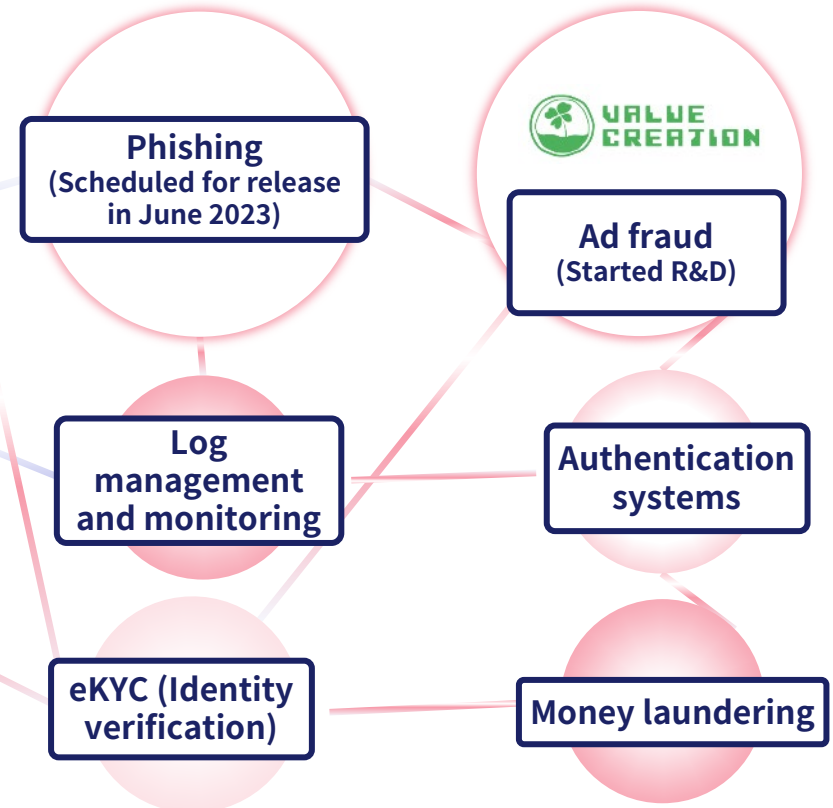 Phishing
(Scheduled for release
in June 2023)
VALUE
CREATION
Ad fraud
(Started R&D)
Log
management
and monitoring
Authentication
systems
eKYC (Identity
verification)
Money laundering